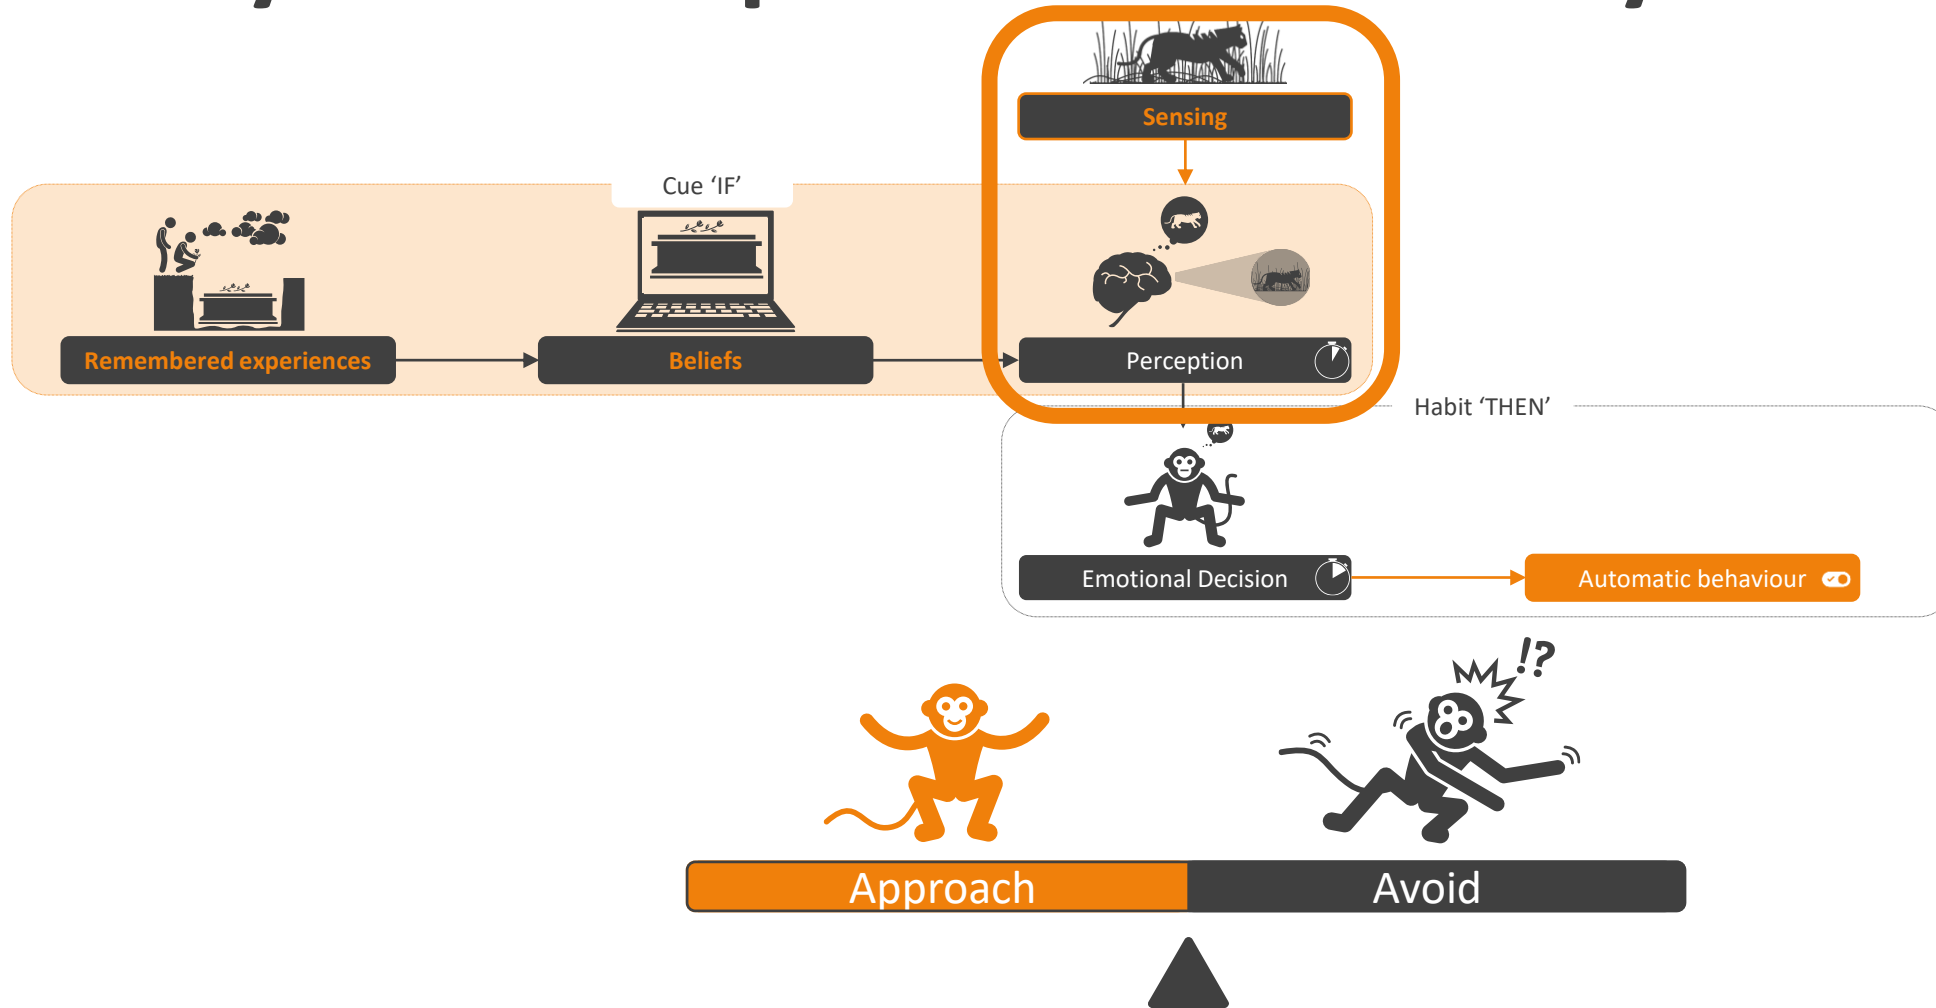 Sensing
Cue ‘IF’
Remembered experiences
Beliefs
Perception
Habit ‘THEN’
Emotional Decision
Automatic behaviour
!?
Approach
Avoid